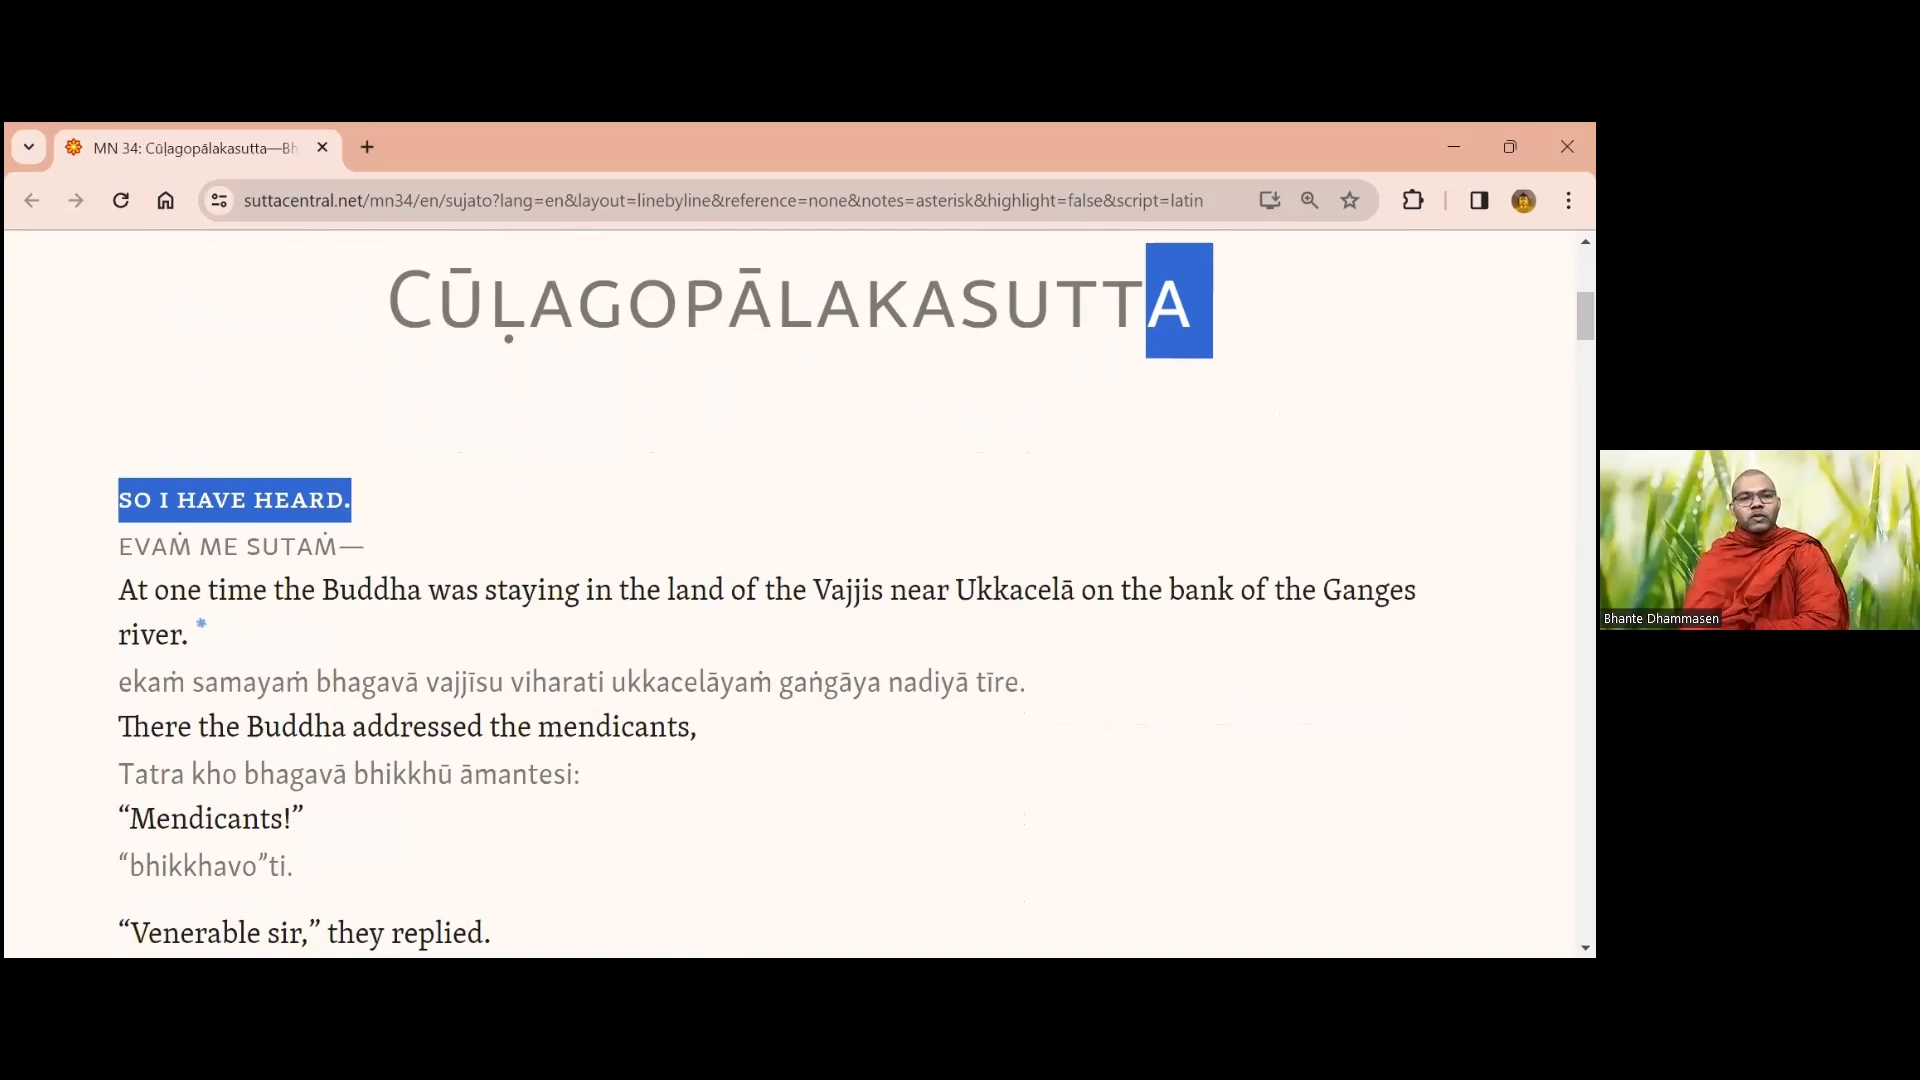 MN 34: Cūḷagopālakasutta—Bh
suttacentral.net/mn34/en/sujato?lang=en&layout=linebyline&reference=none&notes=asterisk&highlight=false&script=latin
CŪḶAGOPĀLAKASUTTA
SO I HAVE HEARD.
EVAṀ ME SUTAṀ—
At one time the Buddha was staying in the land of the Vajjis near Ukkacelā on the bank of the Ganges
river. *
ekaṁ samayaṁ bhagavā vajjīsu viharati ukkacelāyaṁ gaṅgāya nadiyā tīre.
There the Buddha addressed the mendicants,
Tatra kho bhagavā bhikkhū āmantesi:
“Mendicants!”
“bhikkhavo”ti.
“Venerable sir,” they replied.
Bhante Dhammasen